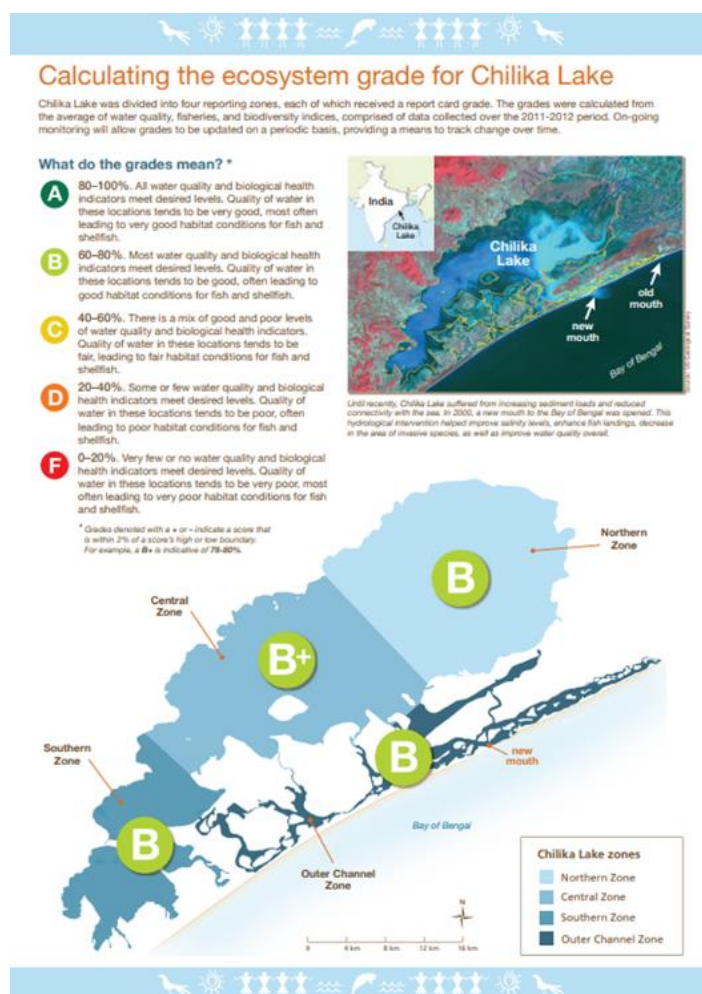 Calculating the ecosystem grade for Chilika Lake
Chilika Lake was divided into four reporting zones, each of which received a report card grade. The grades were calculated from
the average of water quality, fisheries, and biodiversity indices, comprised of data collected over the 2011-2012 period. On-going
monitoring will allow grades to be updated on a periodic basis, providing a means to track change over time.
What do the grades mean? *
A
80–100%. All water quality and biological health
indicators meet desired levels. Quality of water in
these locations tends to be very good, most often
leading to very good habitat conditions for fish and
shellfish.
B
60–80%. Most water quality and biological health
indicators meet desired levels. Quality of water in
these locations tends to be good, often leading to
good habitat conditions for fish and shellfish.
C
40–60%. There is a mix of good and poor levels
of water quality and biological health indicators.
Quality of water in these locations tends to be
fair, leading to fair habitat conditions for fish and
shellfish.
D
20–40%. Some or few water quality and biological
health indicators meet desired levels. Quality of
water in these locations tends to be poor, often
leading to poor habitat conditions for fish and
shellfish.
F
0–20%. Very few or no water quality and biological
health indicators meet desired levels. Quality of
water in these locations tends to be very poor, most
often leading to very poor habitat conditions for fish
and shellfish.
* Grades denoted with a + or - indicate a score that
is within 2% of a score's high or low boundary.
For example, a B+ is indicative of 78-80%.
India
Chilika
Lake
Chilika
Lake
new
mouth
old
mouth
Bay of Bengal
Source: US Geological Survey
Until recently, Chilika Lake suffered from increasing sediment loads and reduced
connectivity with the sea. In 2000, a new mouth to the Bay of Bengal was opened. This
hydrological intervention helped improve salinity levels, enhance fish landings, decrease
in the area of invasive species, as well as improve water quality overall.
Northern
Zone
B
Central
Zone
B+
Southern
Zone
B
B
new
mouth
Outer Channel
Zone
Bay of Bengal
N
0 4 km 8 km 12 km 16 km
Chilika Lake zones
Northern Zone
Central Zone
Southern Zone
Outer Channel Zone